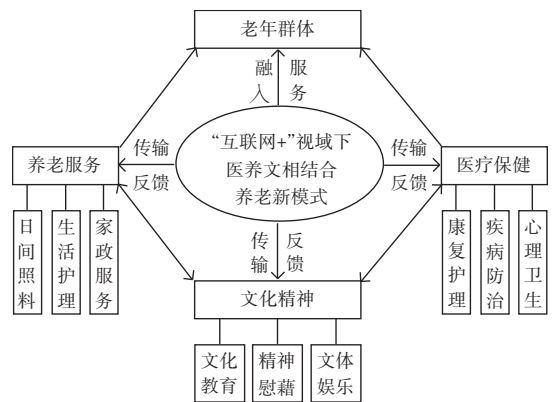 老年群体
融入
服务
“互联网+”视域下
医养文相结合
养老新模式
传输
反馈
传输
反馈
养老服务
医疗保健
日间照料
生活护理
家政服务
康复护理
疾病防治
心理卫生
传输
反馈
文化精神
文化
教育
精神
慰藉
文体
娱乐